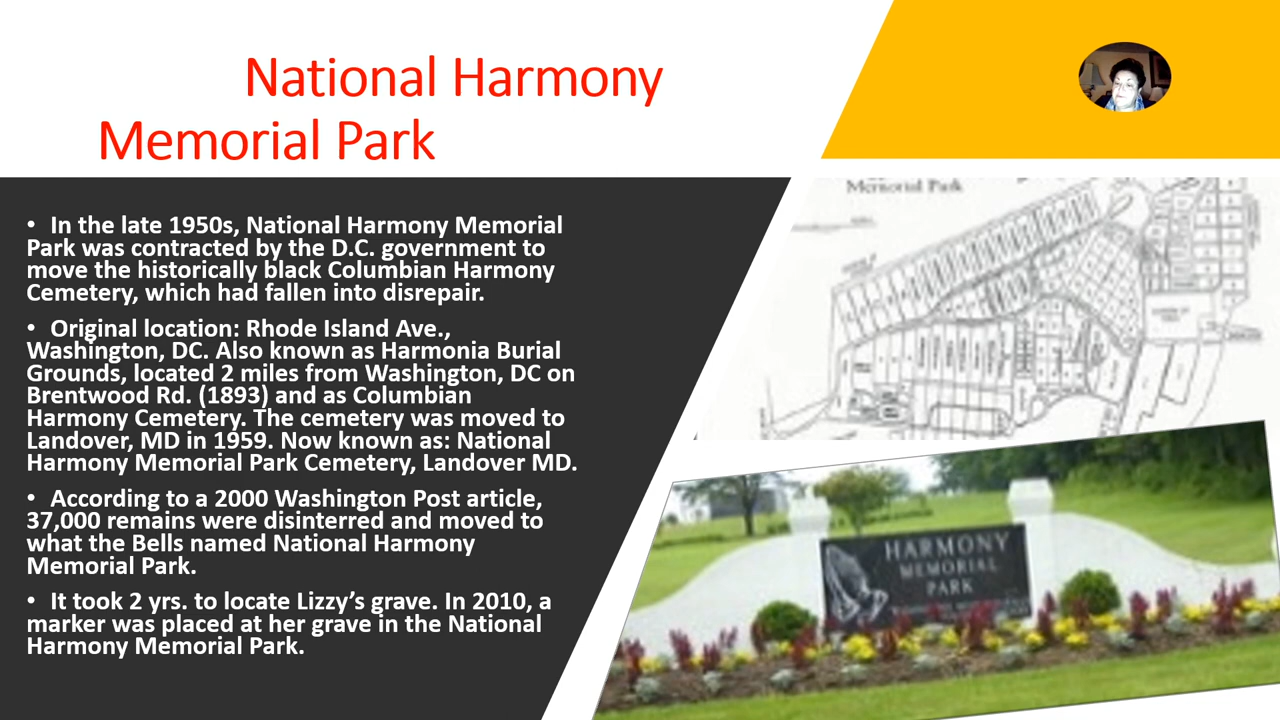 National Harmony
Memorial Park
• In the late 1950s, National Harmony Memorial
Park was contracted by the D.C. government to
move the historically black Columbian Harmony
Cemetery, which had fallen into disrepair.
• Original location: Rhode Island Ave.,
Washington, DC. Also known as Harmonia Burial
Grounds, located 2 miles from Washington, DC on
Brentwood Rd. (1893) and as Columbian
Harmony Cemetery. The cemetery was moved to
Landover, MD in 1959. Now known as: National
Harmony Memorial Park Cemetery, Landover MD.
• According to a 2000 Washington Post article,
37,000 remains were disinterred and moved to
what the Bells named National Harmony
Memorial Park.
• It took 2 yrs. to locate Lizzy’s grave. In 2010, a
marker was placed at her grave in the National
Harmony Memorial Park.
Memorial Park
HARMONY
MEMORIAL
PARK